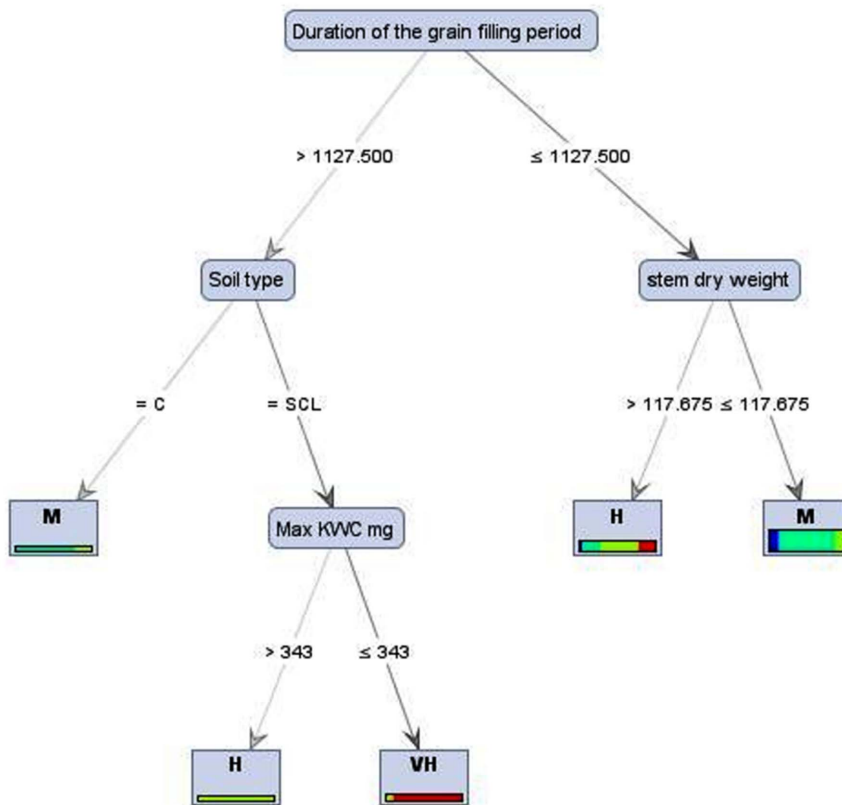 Duration of the grain filling period
> 1127.500
≤ 1127.500
Soil type
stem dry weight
= C
= SCL
> 117.675
≤ 117.675
M
Max KWC mg
H
M
> 343
≤ 343
H
VH